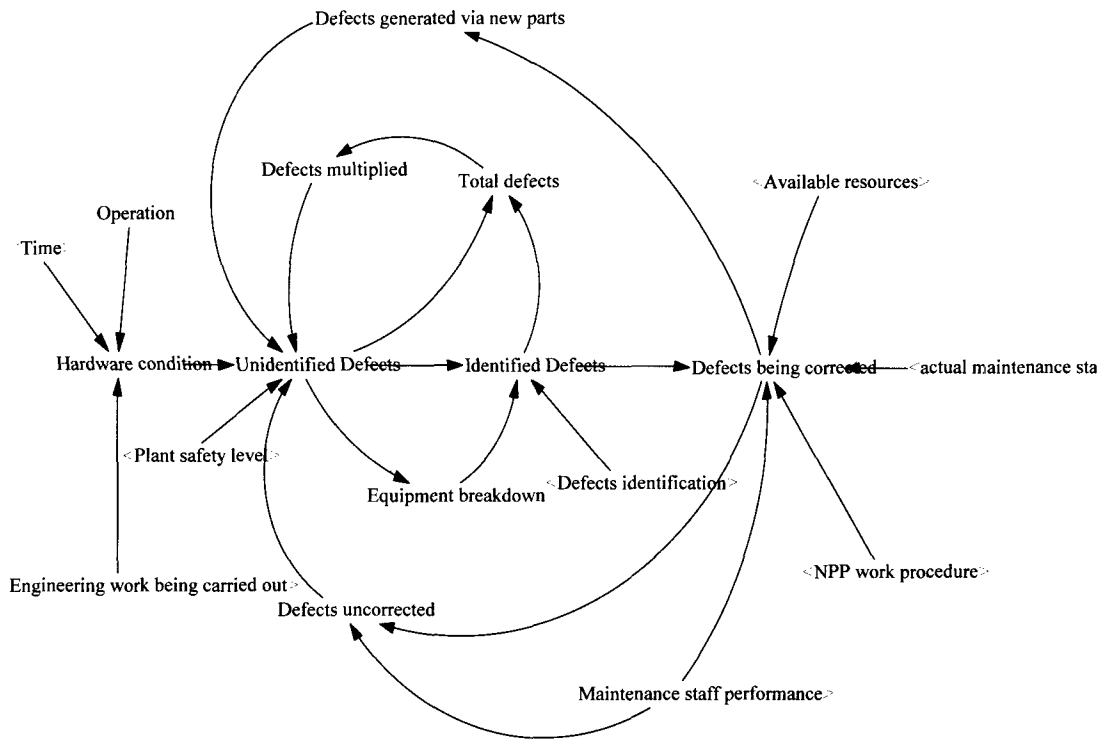 Defects generated via new parts
Defects multiplied
Total defects
<Available resources>
Operation
Time>
Hardware condition
Unidentified Defects
Identified Defects
Defects being corrected
<actual maintenance sta
<Plant safety level>
Equipment breakdown
<Defects identification>
Engineering work being carried out>
<NPP work procedure>
Defects uncorrected
Maintenance staff performance>